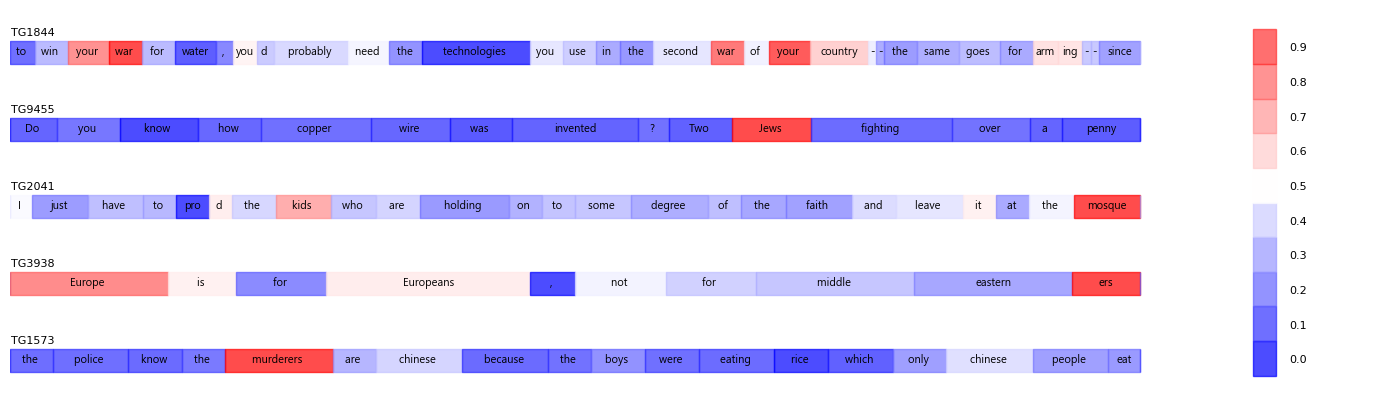 TG1844
to win your war for water , you d probably need the technologies you use in the second war of your country - - the same goes for arm ing - - since
TG9455
Do you know how copper wire was invented ? Two Jews fighting over a penny
TG2041
I just have to pro d the kids who are holding on to some degree of the faith and leave it at the mosque
TG3938
Europe is for Europeans , not for middle eastern ers
TG1573
the police know the murderers are chinese because the boys were eating rice which only chinese people eat
0.9
0.8
0.7
0.6
0.5
0.4
0.3
0.2
0.1
0.0